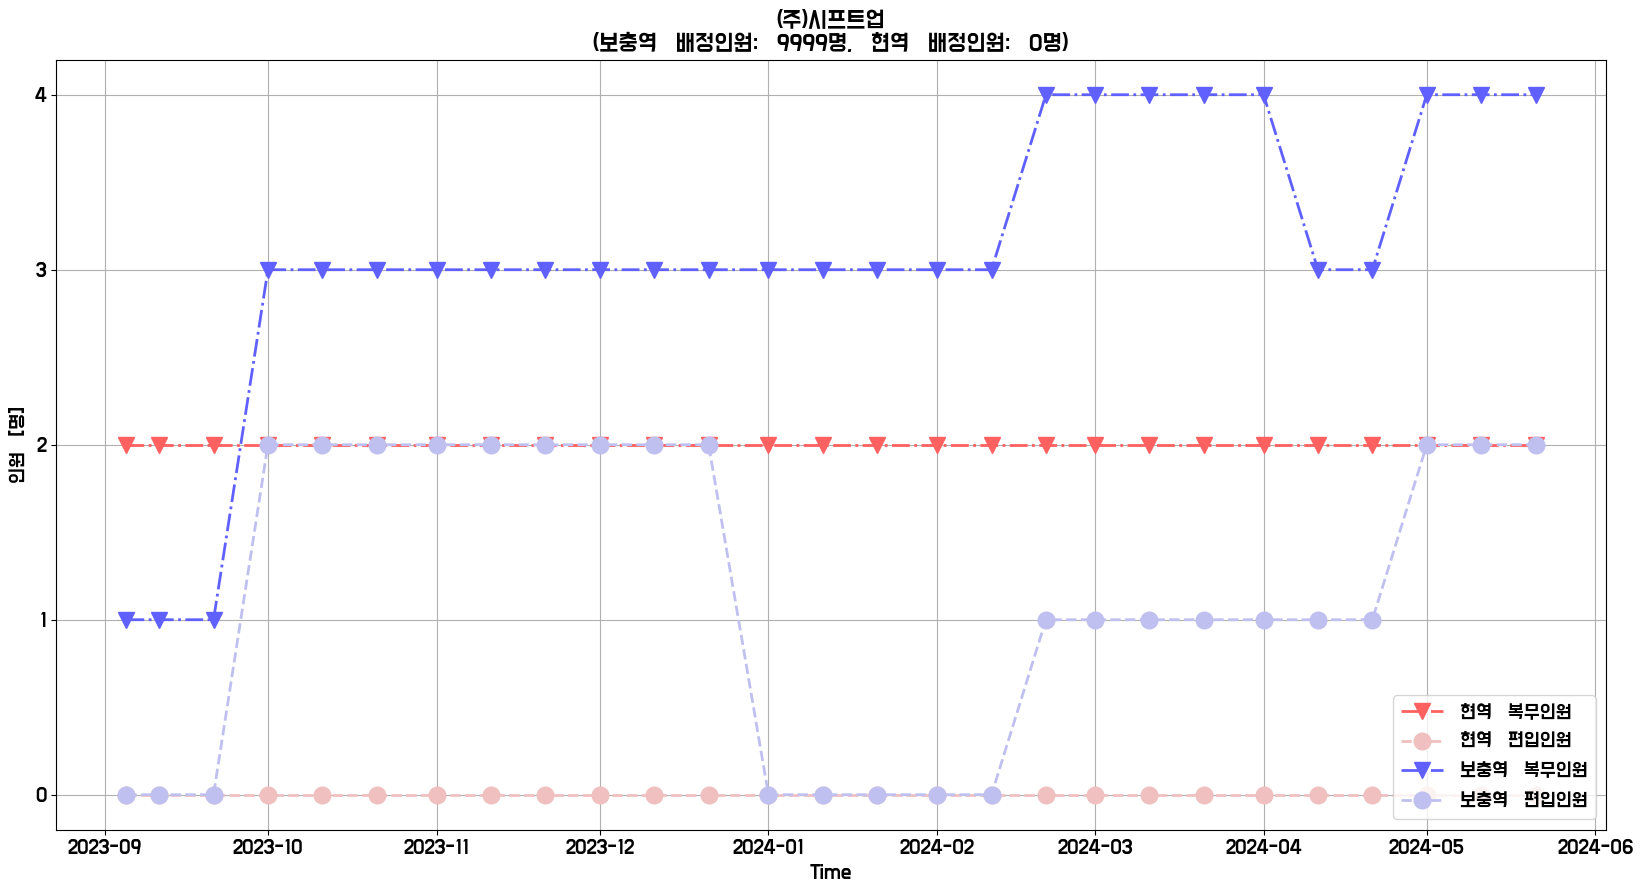 (주)시프트업
(보충역 배정인원: 9999명, 현역 배정인원: 0명)
4
3
2
1
0
인원 [명]
2023-09 2023-10 2023-11 2023-12 2024-01 2024-02 2024-03 2024-04 2024-05 2024-06
Time
현역 복무인원
현역 편입인원
보충역 복무인원
보충역 편입인원